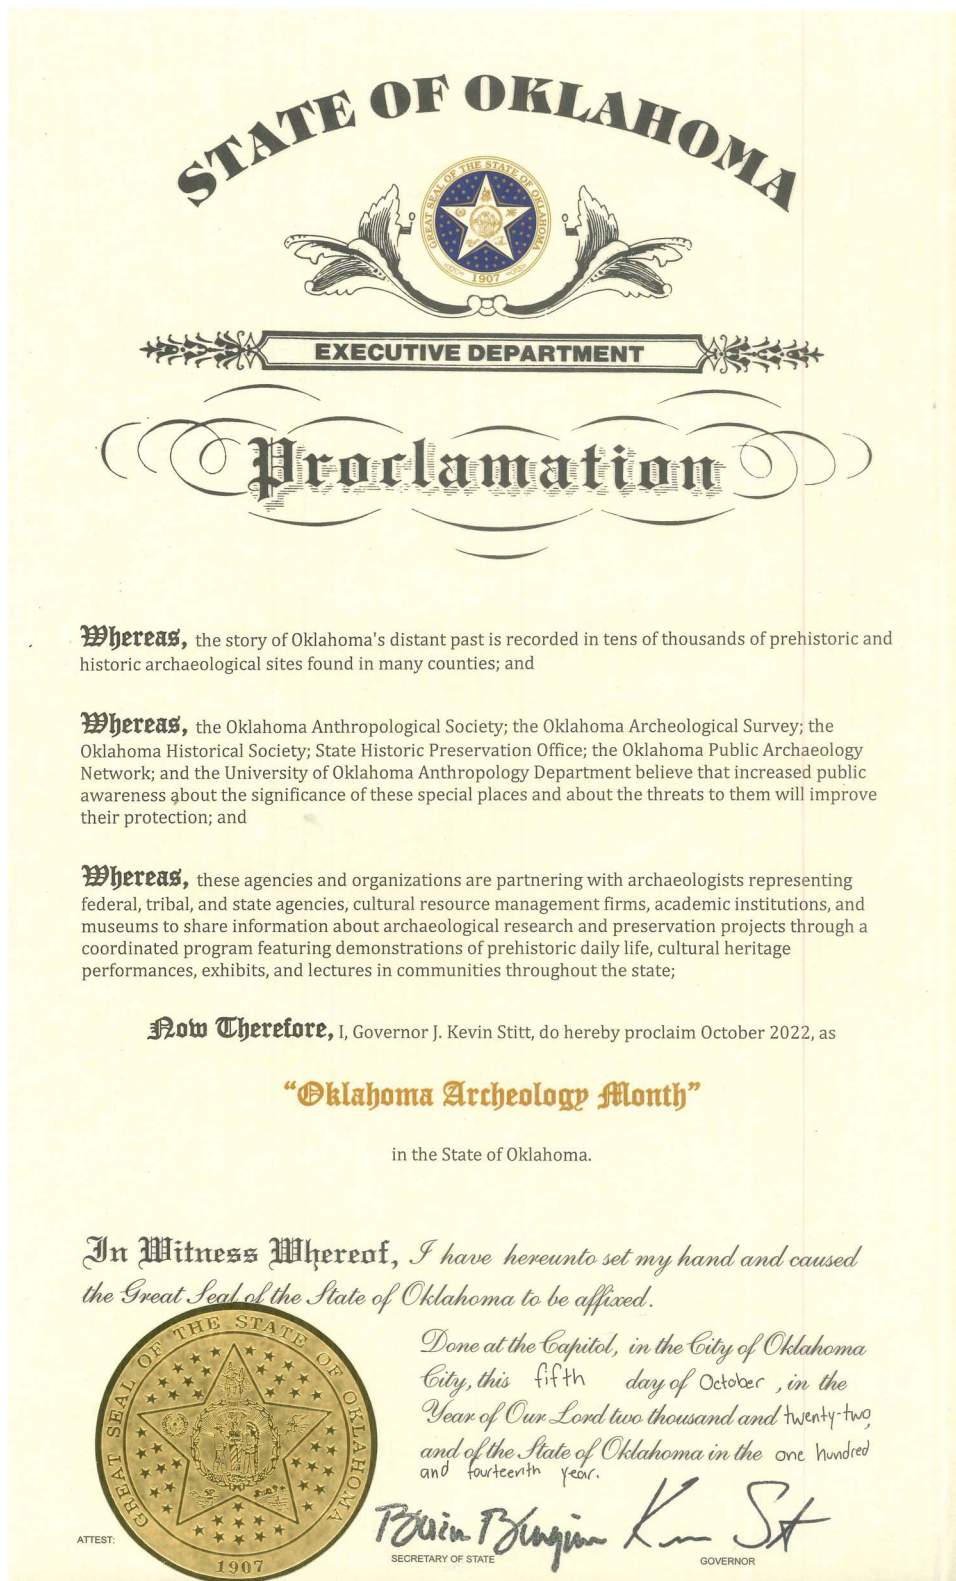 STATE OF OKLAHOMA
GREAT SEAL OF THE STATE OF OKLAHOMA
1907
EXECUTIVE DEPARTMENT
Proclamation
Whereas, the story of Oklahoma's distant past is recorded in tens of thousands of prehistoric and
historic archaeological sites found in many counties; and
Whereas, the Oklahoma Anthropological Society; the Oklahoma Archeological Survey; the
Oklahoma Historical Society; State Historic Preservation Office; the Oklahoma Public Archaeology
Network; and the University of Oklahoma Anthropology Department believe that increased public
awareness about the significance of these special places and about the threats to them will improve
their protection; and
Whereas, these agencies and organizations are partnering with archaeologists representing
federal, tribal, and state agencies, cultural resource management firms, academic institutions, and
museums to share information about archaeological research and preservation projects through a
coordinated program featuring demonstrations of prehistoric daily life, cultural heritage
performances, exhibits, and lectures in communities throughout the state;
Now Therefore, I, Governor J. Kevin Stitt, do hereby proclaim October 2022, as
“Oklahoma Archeology Month”
in the State of Oklahoma.
In Witness Whereof, I have hereunto set my hand and caused
the Great Seal of the State of Oklahoma to be affixed.
Done at the Capitol, in the City of Oklahoma
City, this fifth day of October, in the
Year of Our Lord two thousand and twenty-two,
and of the State of Oklahoma in the one hundred
and fourteenth year.
GREAT SEAL OF THE STATE OF OKLAHOMA
1907
ATTEST:
SECRETARY OF STATE
GOVERNOR